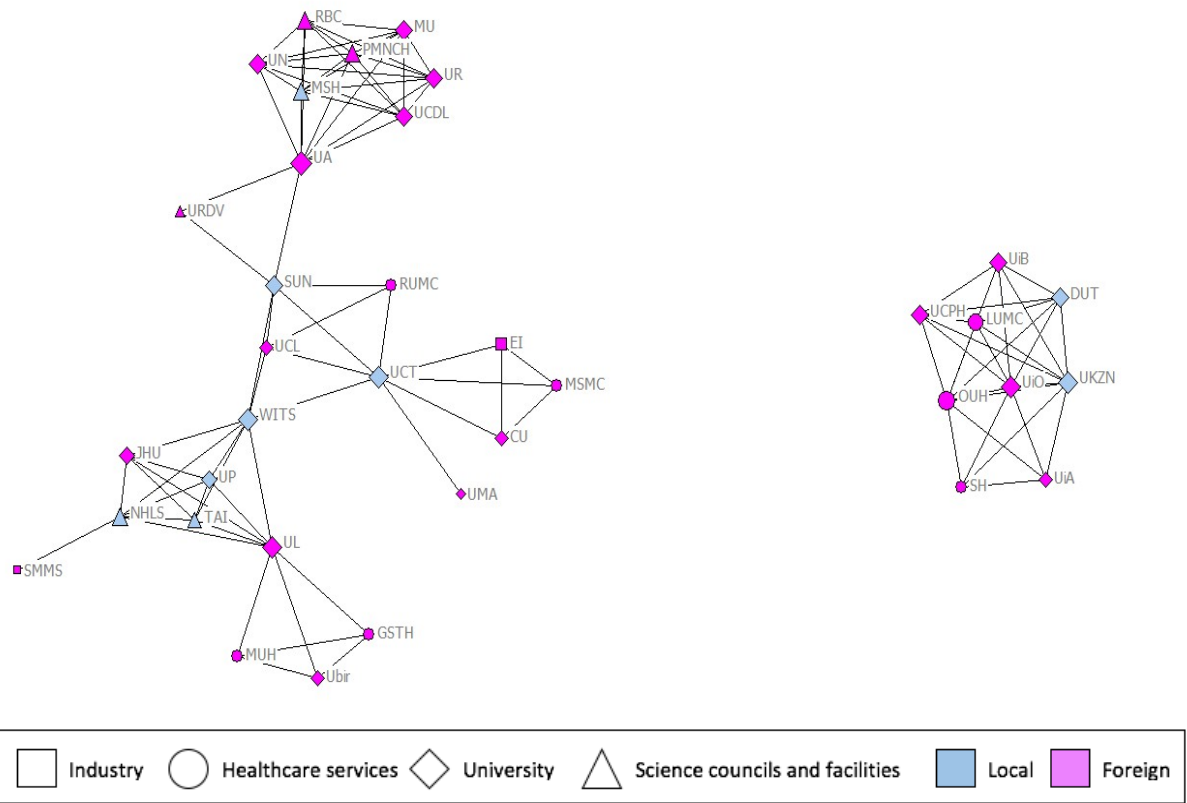 RBC
MU
PMNCH
UN
UR
MSH
UCDL
UA
URDV
UiB
SUN
RUMC
DUT
UCPH
LUMC
UCL
EI
UCT
MSMC
UiO
UKZN
OUH
WITS
CU
JHU
UP
UMA
SH
UiA
NHLS
TAI
UL
SMMS
GSTH
MUH
Ubir
Industry
Healthcare services
University
Science councils and facilities
Local
Foreign